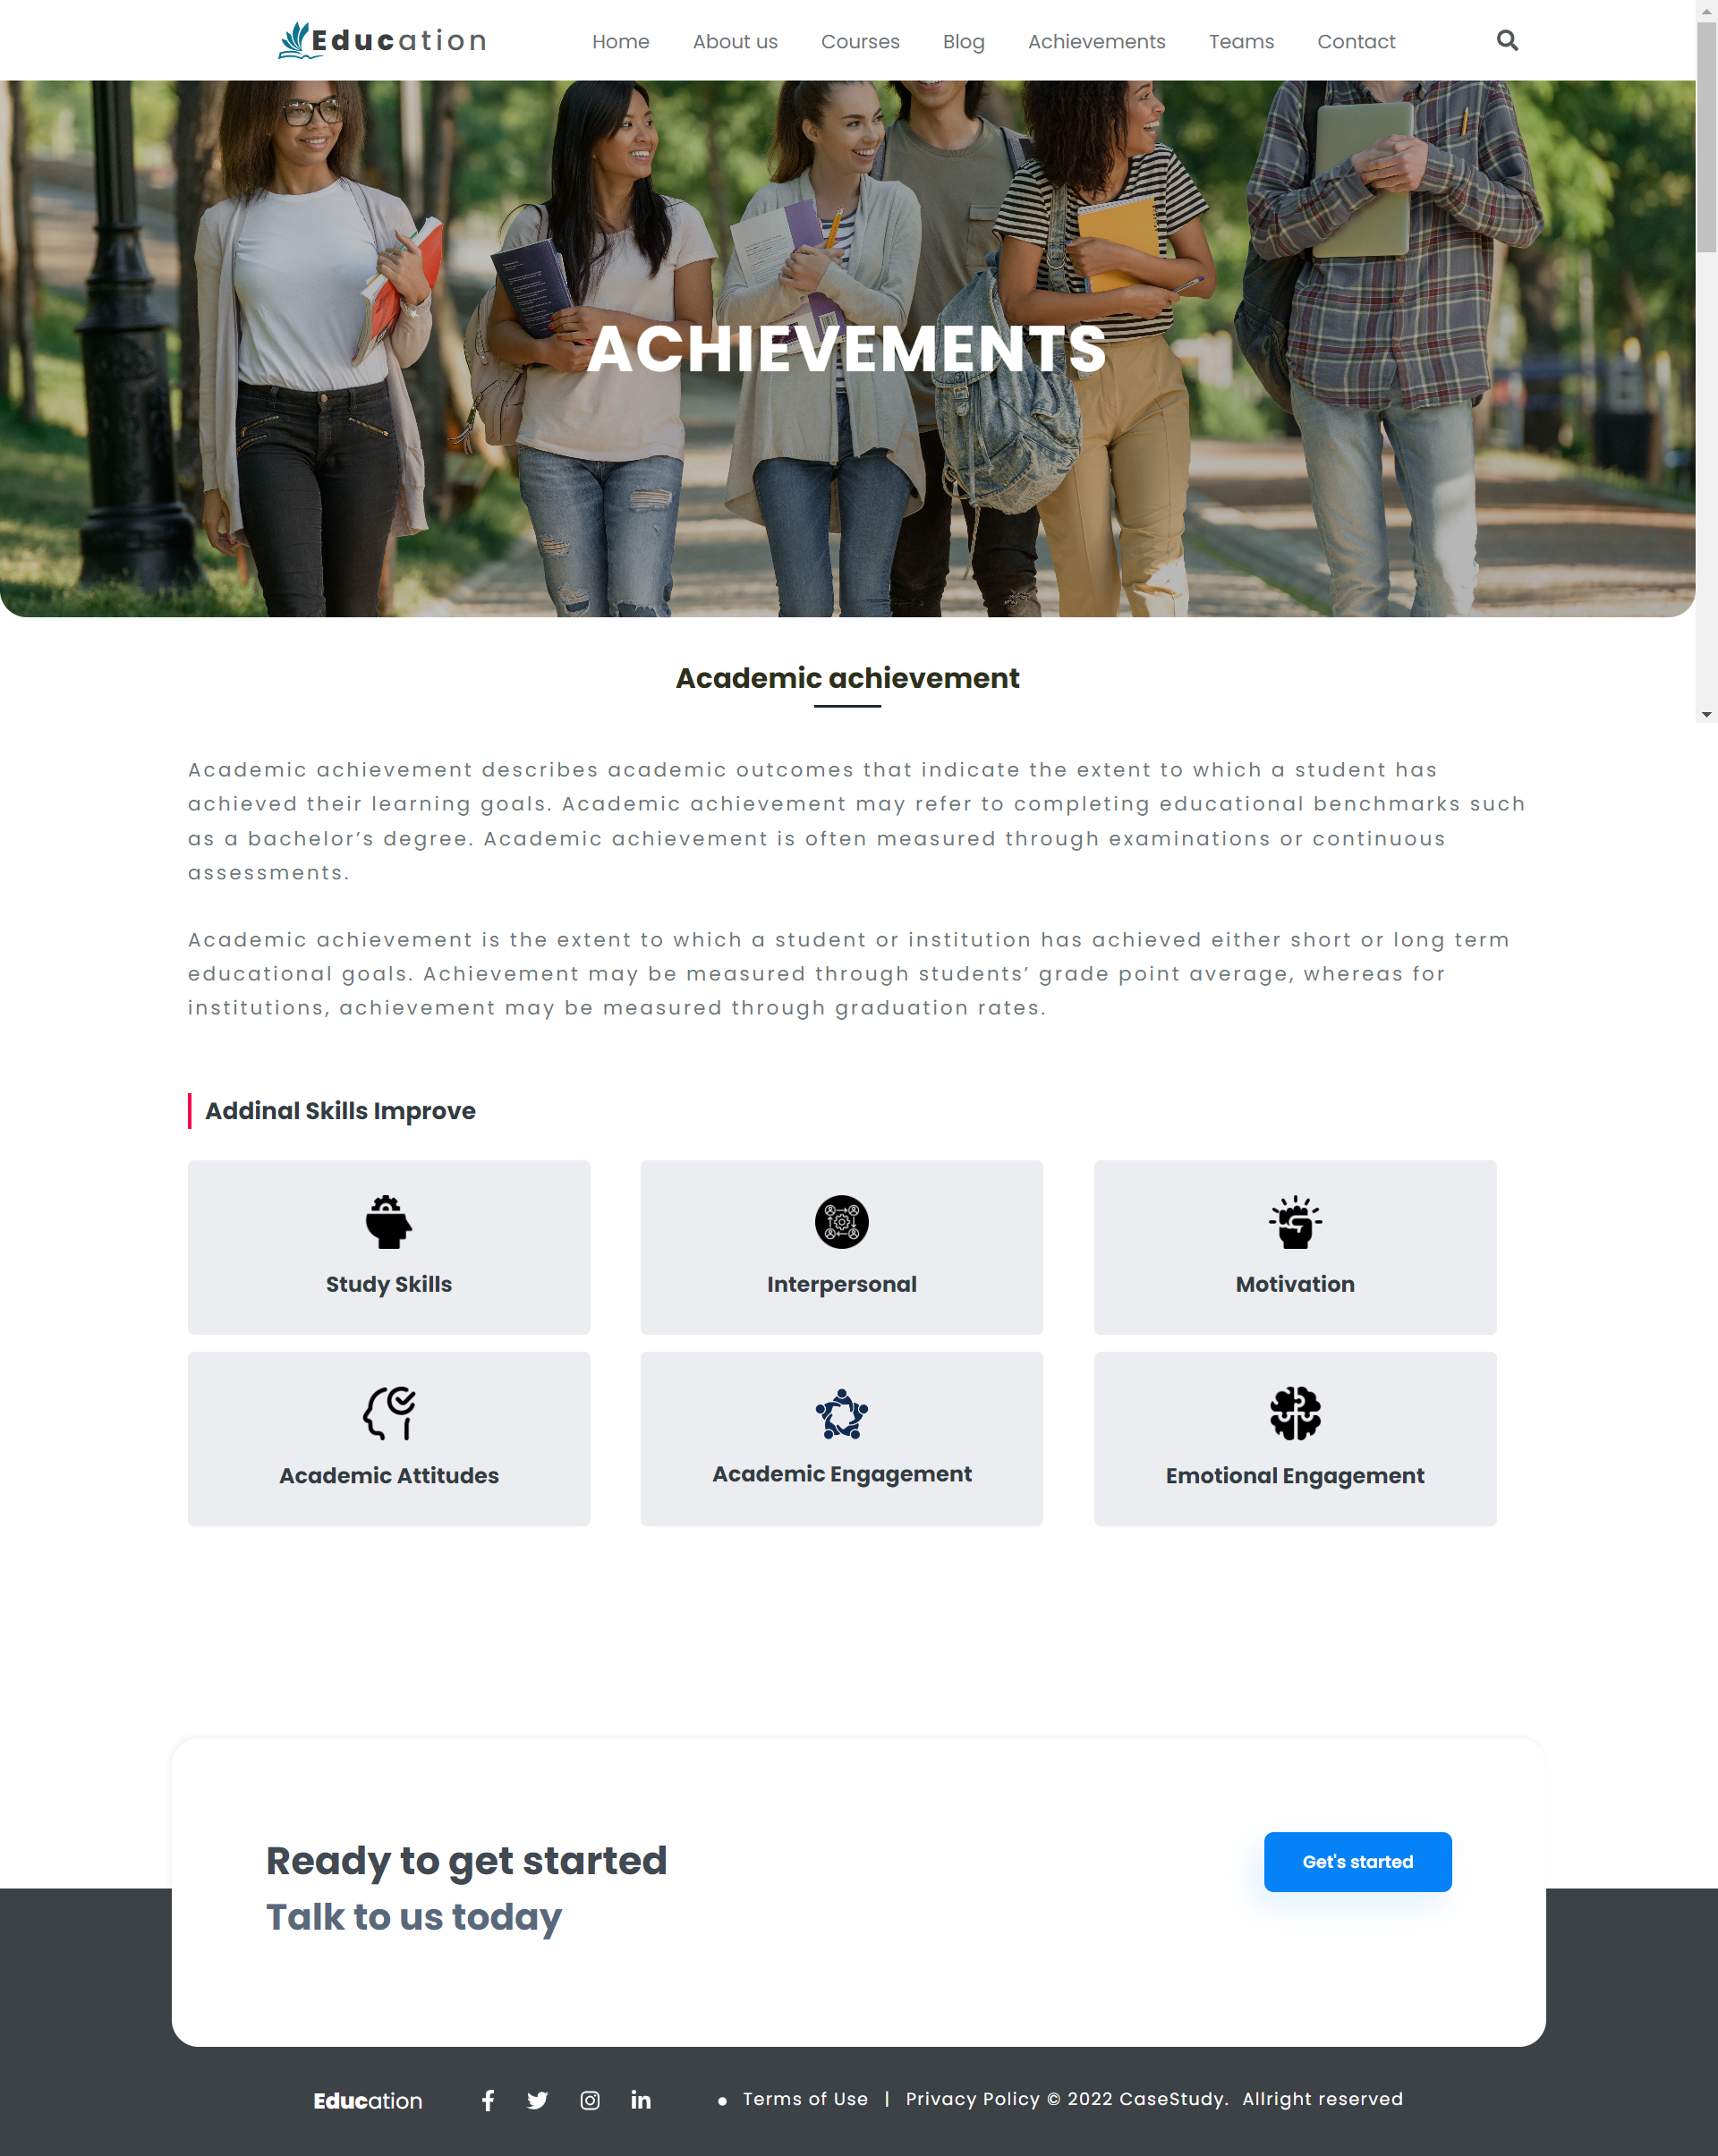 Education
Home About us Courses Blog Achievements Teams Contact
ACHIEVEMENTS
Academic achievement
Academic achievement describes academic outcomes that indicate the extent to which a student has
achieved their learning goals. Academic achievement may refer to completing educational benchmarks such
as a bachelor’s degree. Academic achievement is often measured through examinations or continuous
assessments.
Academic achievement is the extent to which a student or institution has achieved either short or long term
educational goals. Achievement may be measured through students’ grade point average, whereas for
institutions, achievement may be measured through graduation rates.
Addinal Skills Improve
Study Skills
Interpersonal
Motivation
Academic Attitudes
Academic Engagement
Emotional Engagement
Ready to get started
Talk to us today
Get's started
Education
Terms of Use | Privacy Policy © 2022 CaseStudy. Allright reserved